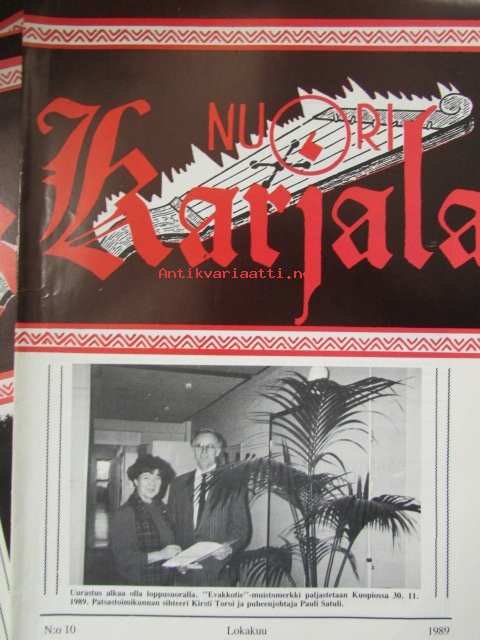 NUORI
Karjala
Antikvariaatti.net
Uurastus alkaa olla loppusuoralla. "Evakkotie"-muistomerkki paljastetaan Kuopiossa 30. 11.
1989. Patsastoimikunnan sihteeri Kirsti Torsi ja puheenjohtaja Pauli Satuli.
N:o 10 Lokakuu 1989